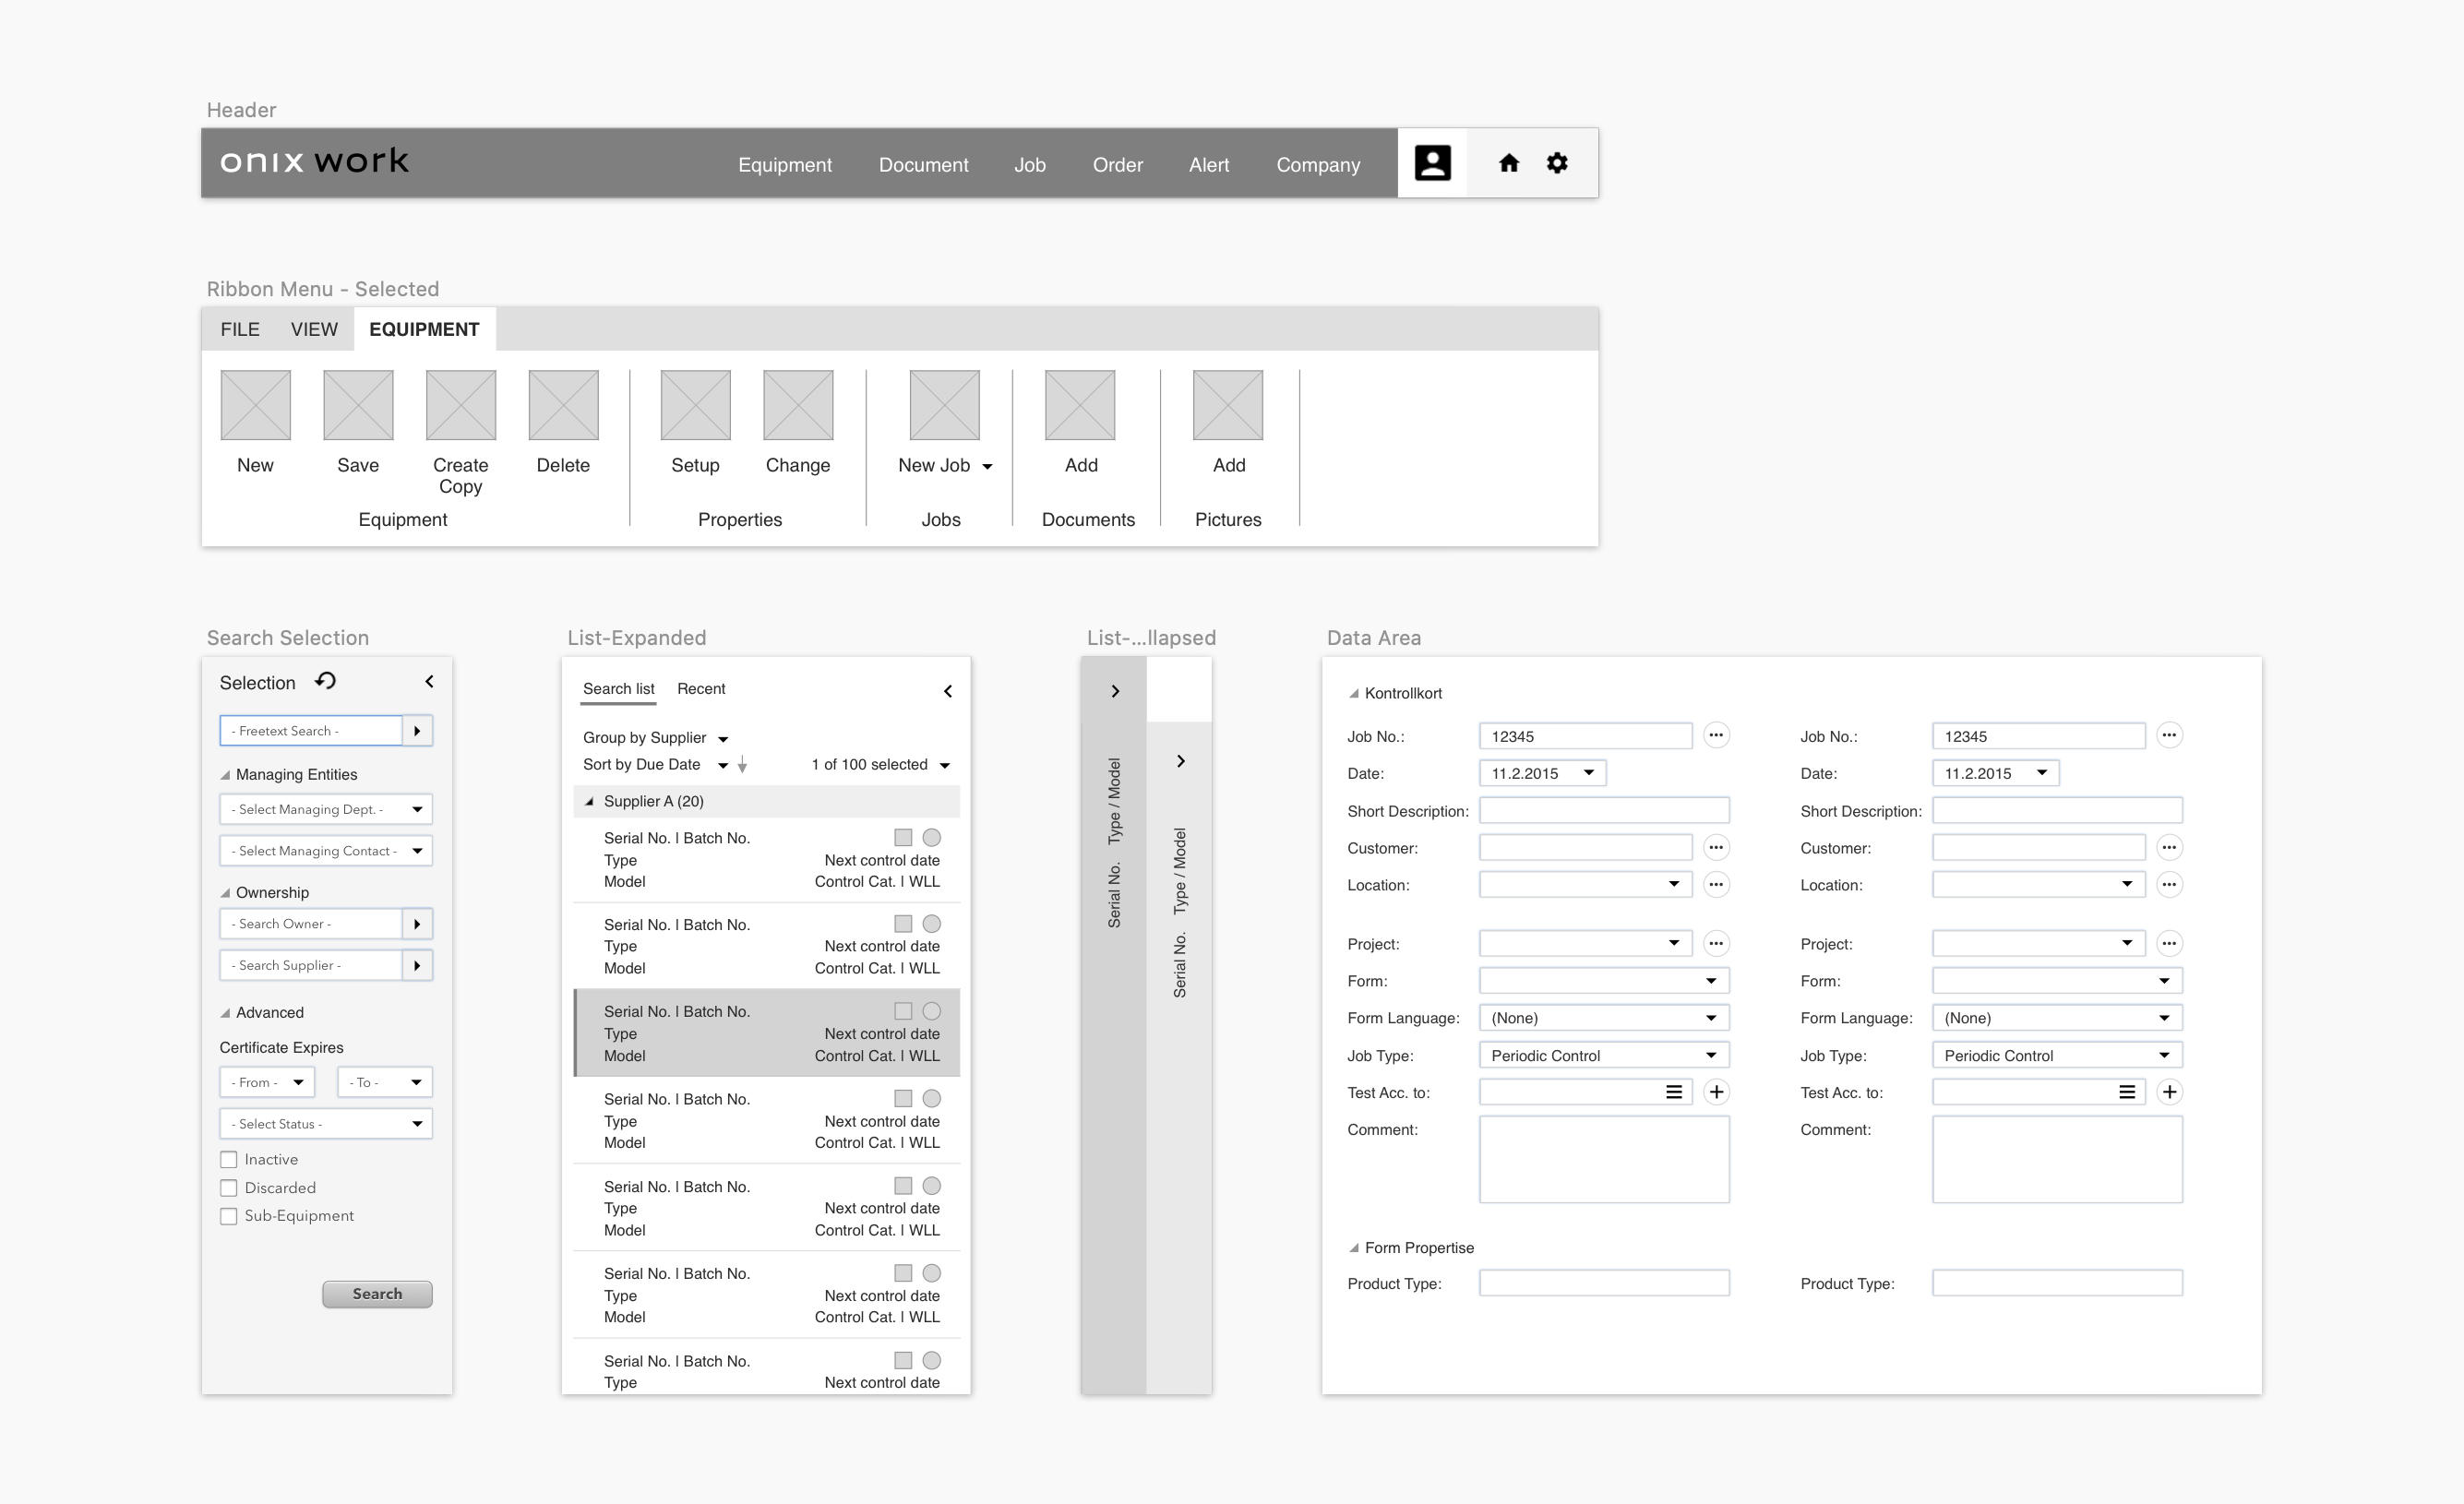 Header
onix work
Equipment Document Job Order Alert Company
Ribbon Menu - Selected
FILE VIEW EQUIPMENT
New Save Create Copy Delete Setup Change New Job Add Add
Equipment Properties Jobs Documents Pictures
Search Selection
Selection
- Freetext Search -
Managing Entities
- Select Managing Dept. -
- Select Managing Contact -
Ownership
- Search Owner -
- Search Supplier -
Advanced
Certificate Expires
- From - - To -
- Select Status -
Inactive
Discarded
Sub-Equipment
Search
List-Expanded
Search list Recent
Group by Supplier
Sort by Due Date 1 of 100 selected
Supplier A (20)
Serial No. I Batch No.
Type Next control date
Model Control Cat. I WLL
Serial No. I Batch No.
Type Next control date
Model Control Cat. I WLL
Serial No. I Batch No.
Type Next control date
Model Control Cat. I WLL
Serial No. I Batch No.
Type Next control date
Model Control Cat. I WLL
Serial No. I Batch No.
Type Next control date
Model Control Cat. I WLL
Serial No. I Batch No.
Type Next control date
Model Control Cat. I WLL
Serial No. I Batch No.
Type Next control date
List-...llapsed
Serial No. Type / Model
Serial No. Type / Model
Data Area
Kontrollkort
Job No.: 12345 Job No.: 12345
Date: 11.2.2015 Date: 11.2.2015
Short Description: Short Description:
Customer: Customer:
Location: Location:
Project: Project:
Form: Form:
Form Language: (None) Form Language: (None)
Job Type: Periodic Control Job Type: Periodic Control
Test Acc. to: Test Acc. to:
Comment: Comment:
Form Propertise
Product Type: Product Type: